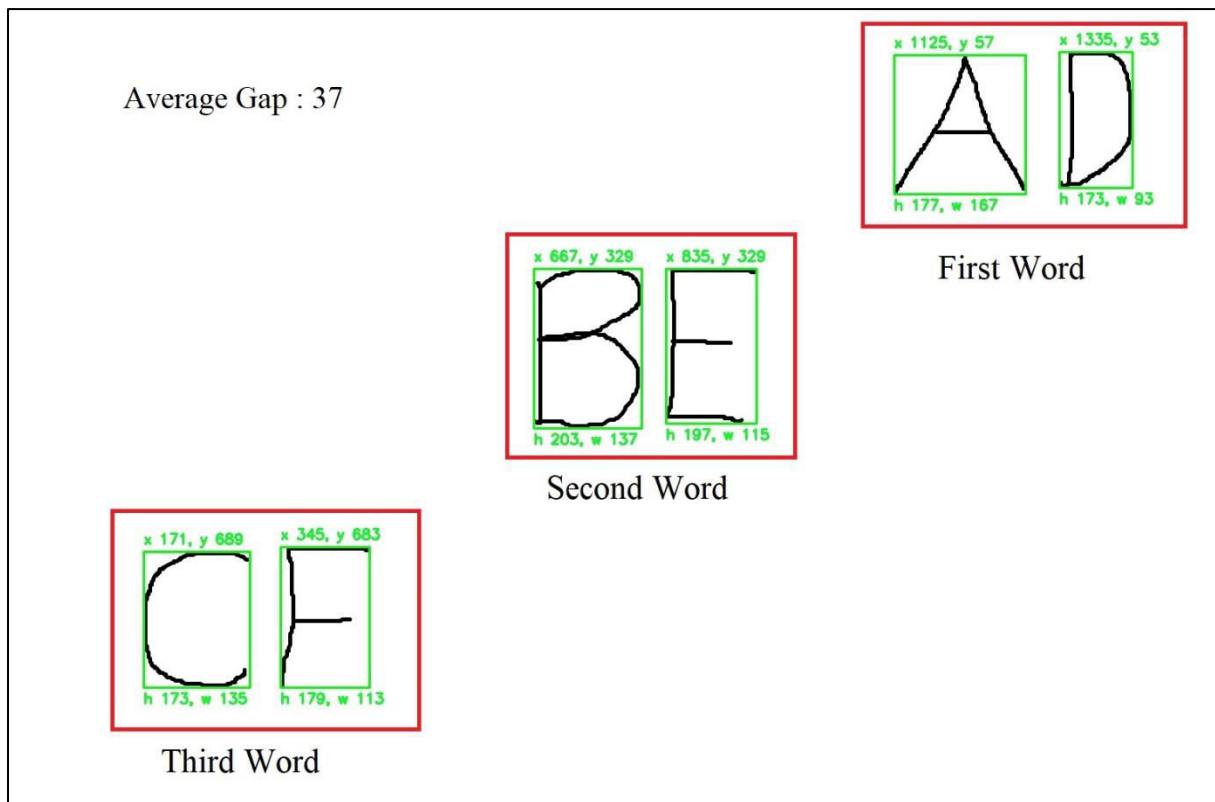 x 1125, y 57 x 1335, y 53
Average Gap : 37
AD
h 177, w 167 h 173, w 93
First Word
x 667, y 329 x 835, y 329
BE
h 203, w 137 h 197, w 115
Second Word
x 171, y 689 x 345, y 683
CF
h 173, w 135 h 179, w 113
Third Word